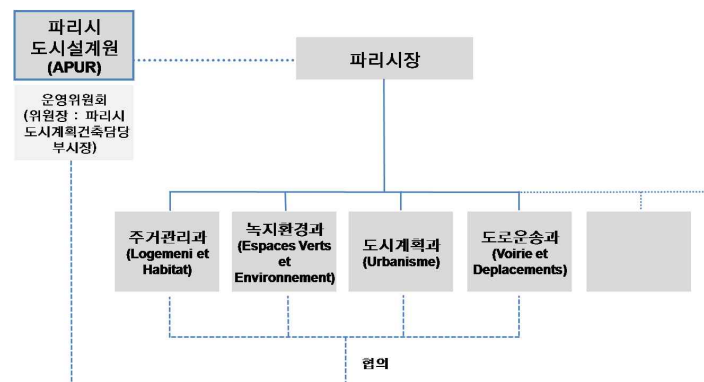 파리시
도시설계원
(APUR)
파리시장
운영위원회
(위원장 : 파리시
도시계획건축담당
부시장)
주거관리과
(Logemeni et
Habitat)
녹지환경과
(Espaces Verts
et
Environnement)
도시계획과
(Urbanisme)
도로운송과
(Voirie et
Deplacements)
협의